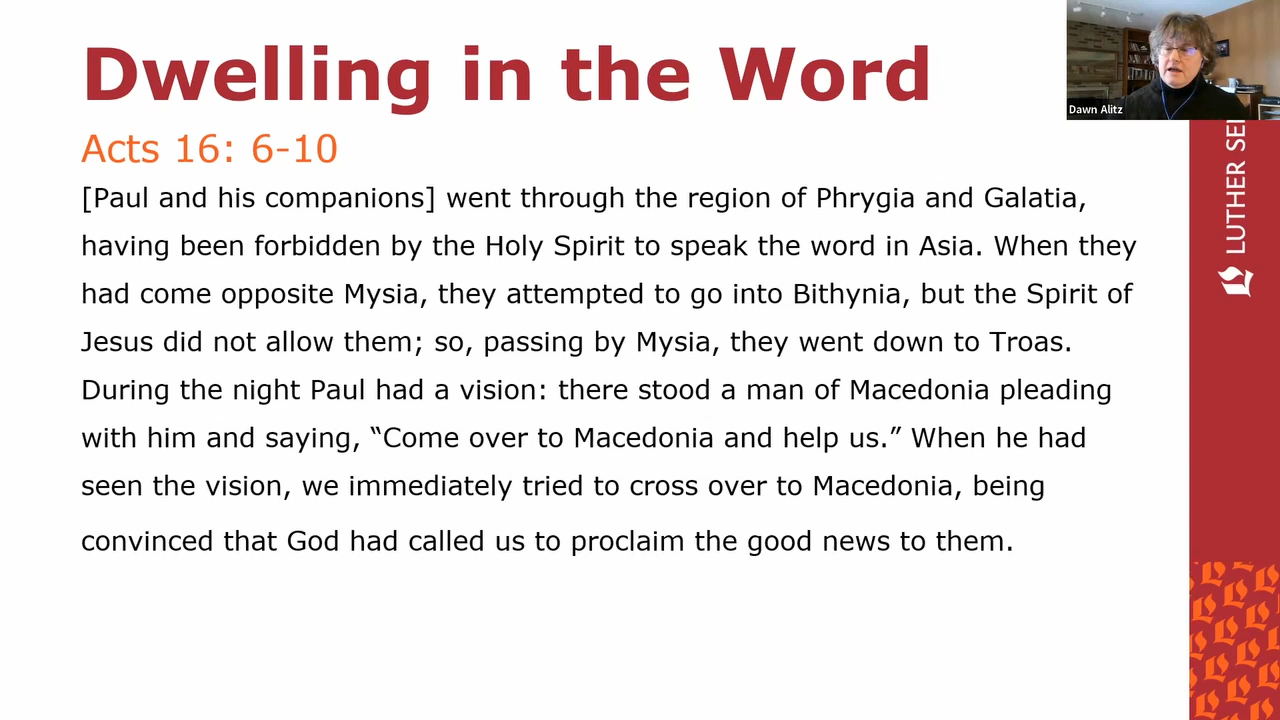 Dwelling in the Word
Acts 16: 6-10
[Paul and his companions] went through the region of Phrygia and Galatia,
having been forbidden by the Holy Spirit to speak the word in Asia. When they
had come opposite Mysia, they attempted to go into Bithynia, but the Spirit of
Jesus did not allow them; so, passing by Mysia, they went down to Troas.
During the night Paul had a vision: there stood a man of Macedonia pleading
with him and saying, “Come over to Macedonia and help us.” When he had
seen the vision, we immediately tried to cross over to Macedonia, being
convinced that God had called us to proclaim the good news to them.
Dawn Alitz
LUTHER SE